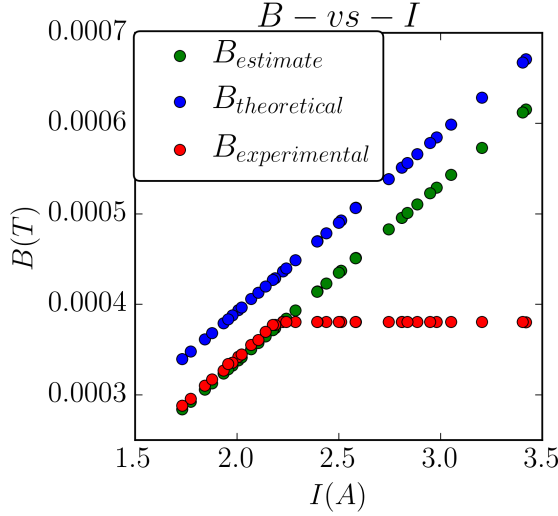 B − vs − I
0.0007
0.0006
0.0005
0.0004
0.0003
B(T)
B_estimate
B_theoretical
B_experimental
1.5 2.0 2.5 3.0 3.5
I(A)